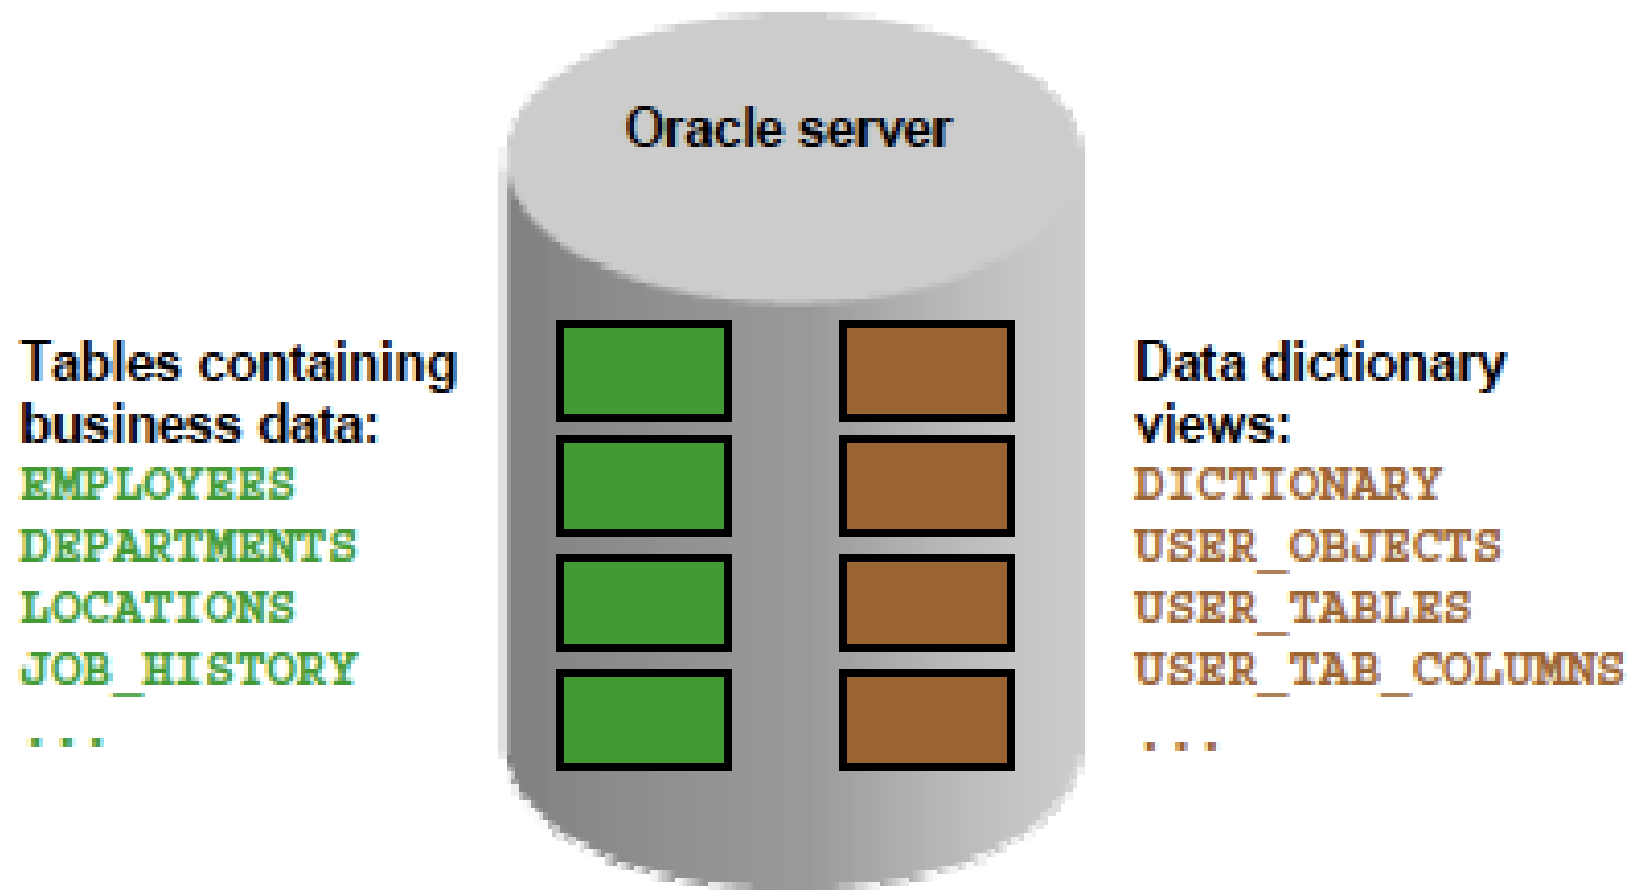 Oracle server
Tables containing
business data:
EMPLOYEES
DEPARTMENTS
LOCATIONS
JOB_HISTORY
...
Data dictionary
views:
DICTIONARY
USER_OBJECTS
USER_TABLES
USER_TAB_COLUMNS
...